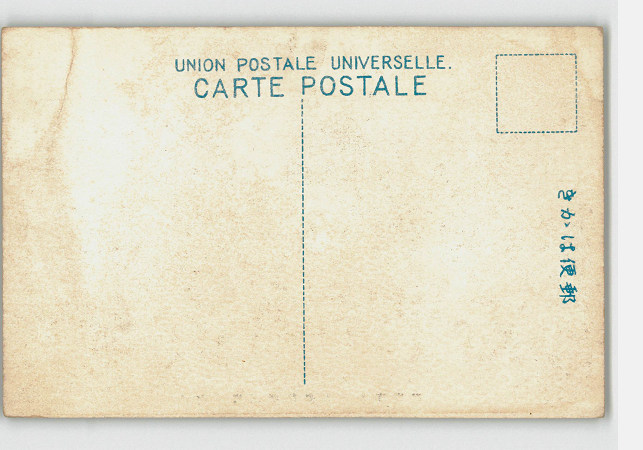 UNION POSTALE UNIVERSELLE.
CARTE POSTALE
郵便はかき